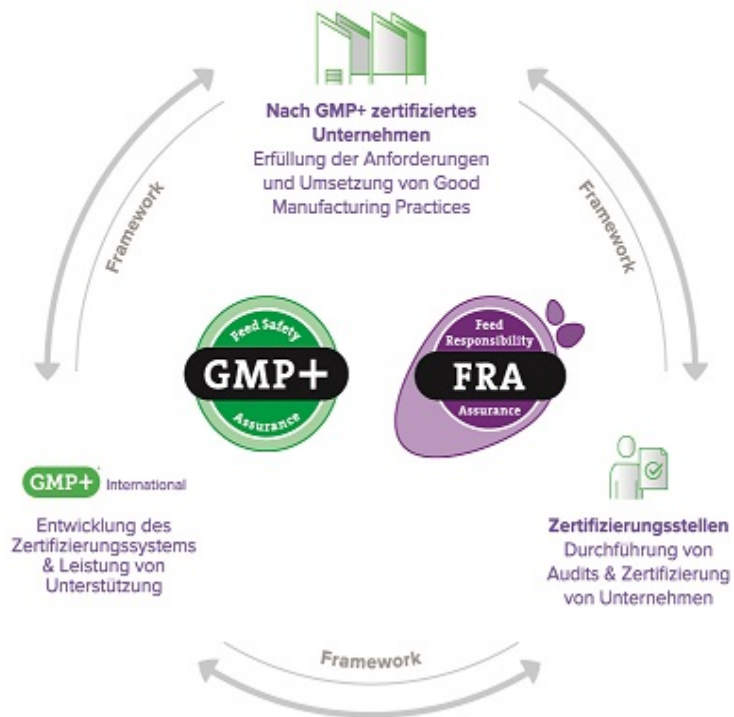 Nach GMP+ zertifiziertes
Unternehmen
Erfüllung der Anforderungen
und Umsetzung von Good
Manufacturing Practices
Framework
Framework
Feed Safety
GMP+
Assurance
Feed
Responsibility
FRA
Assurance
GMP+ International
Entwicklung des
Zertifizierungssystems
& Leistung von
Unterstützung
Zertifizierungsstellen
Durchführung von
Audits & Zertifizierung
von Unternehmen
Framework